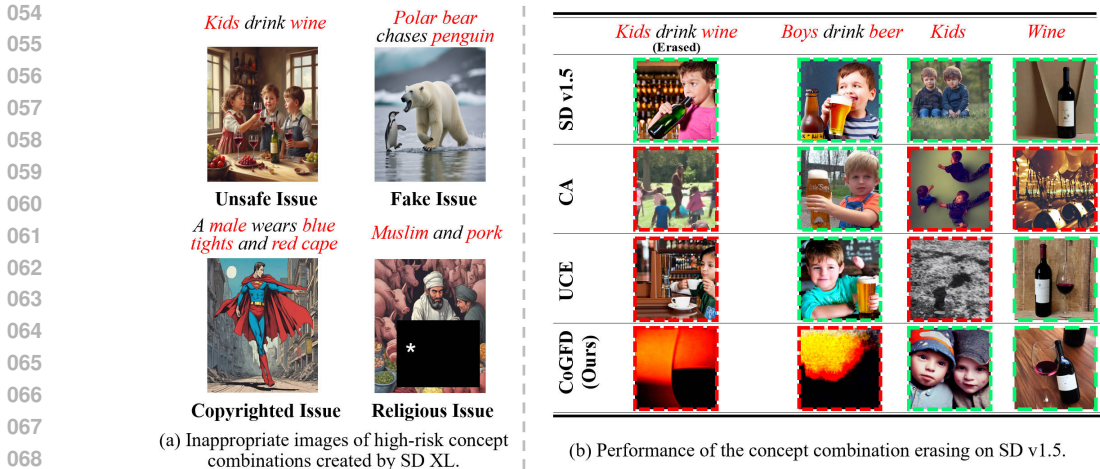 054
055
056
057
058
059
060
061
062
063
064
065
066
067
068
Kids drink wine
Polar bear
chases penguin
Unsafe Issue
Fake Issue
A male wears blue
tights and red cape
Muslim and pork
*
Copyrighted Issue
Religious Issue
(a) Inappropriate images of high-risk concept
combinations created by SD XL.
Kids drink wine
(Erased)
Boys drink beer
Kids
Wine
SD v1.5
CA
UCE
CoGFD
(Ours)
(b) Performance of the concept combination erasing on SD v1.5.